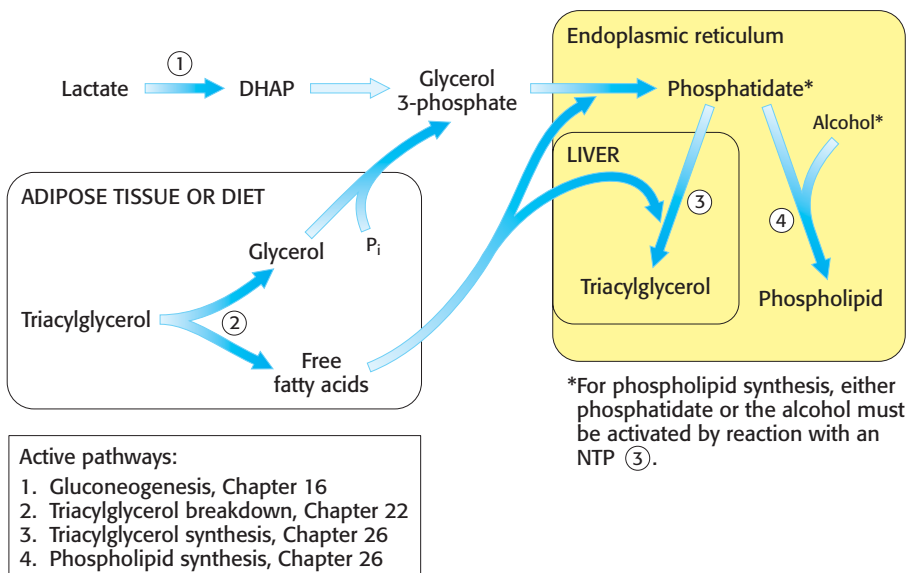 Endoplasmic reticulum
①
Lactate
DHAP
Glycerol
3-phosphate
Phosphatidate*
Alcohol*
LIVER
③
④
Triacylglycerol
Phospholipid
ADIPOSE TISSUE OR DIET
Glycerol
Pi
Triacylglycerol
②
Free
fatty acids
*For phospholipid synthesis, either
phosphatidate or the alcohol must
be activated by reaction with an
NTP ③.
Active pathways:
1. Gluconeogenesis, Chapter 16
2. Triacylglycerol breakdown, Chapter 22
3. Triacylglycerol synthesis, Chapter 26
4. Phospholipid synthesis, Chapter 26